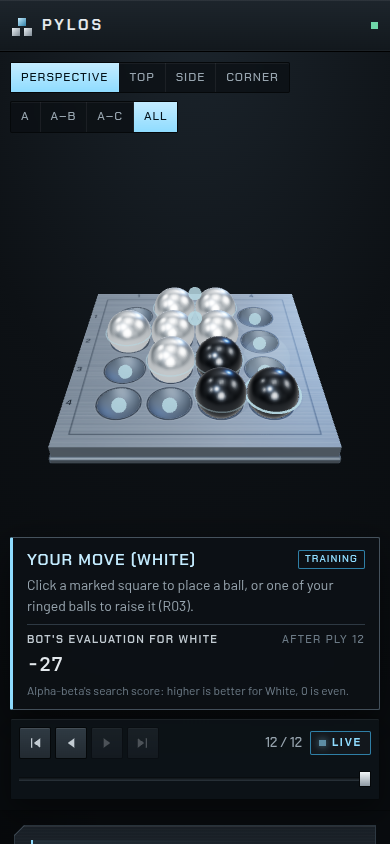 PYLOS
PERSPECTIVE TOP SIDE CORNER
A A–B A–C ALL
2
3
4
YOUR MOVE (WHITE) TRAINING
Click a marked square to place a ball, or one of your
ringed balls to raise it (R03).
BOT'S EVALUATION FOR WHITE AFTER PLY 12
-27
Alpha-beta's search score: higher is better for White, 0 is even.
12 / 12 LIVE